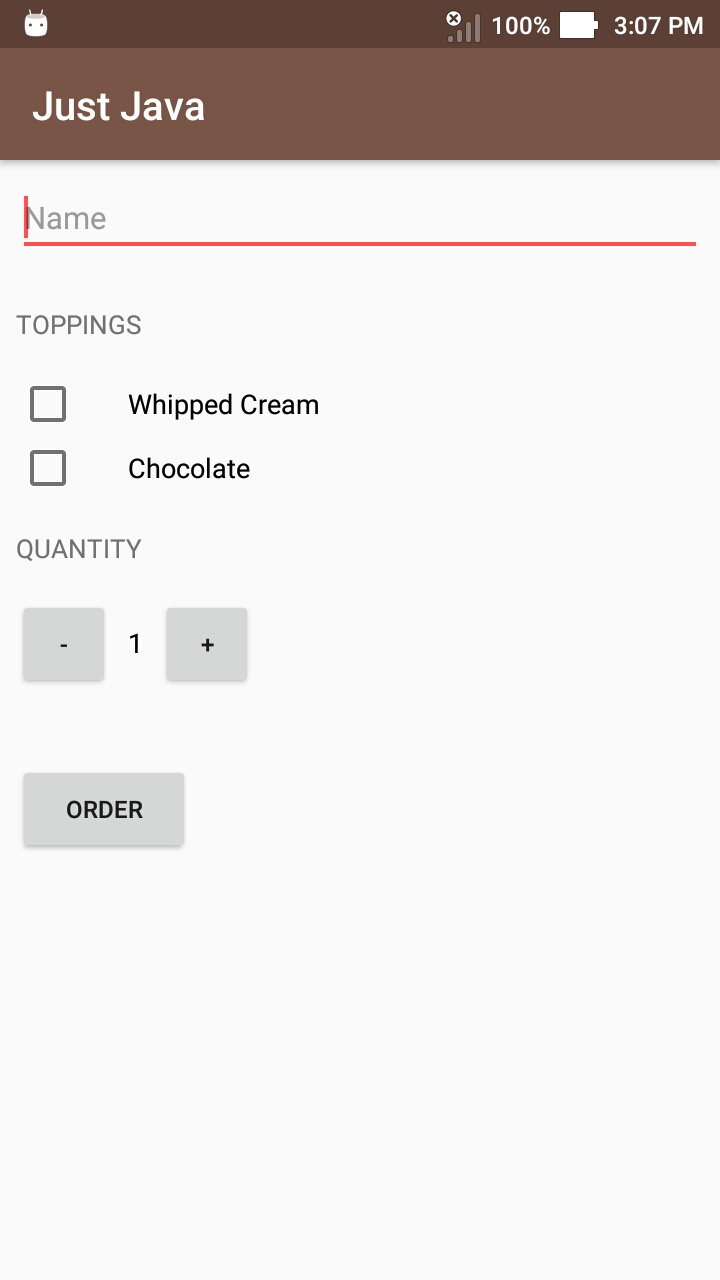 100% 3:07 PM
Just Java
Name
TOPPINGS
Whipped Cream
Chocolate
QUANTITY
- 1 +
ORDER